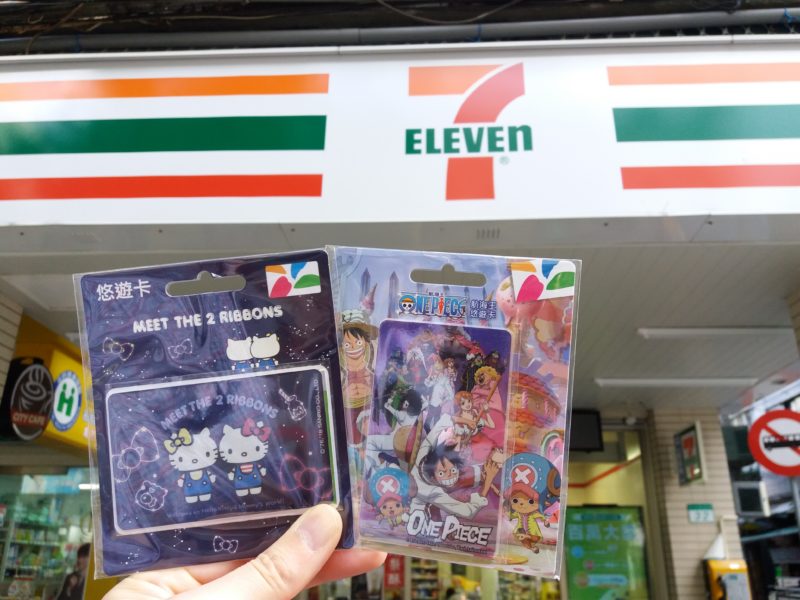 7
ELEVEn
®
悠遊卡
MEET THE 2 RIBBONS
MEET THE 2 RIBBONS
ONE PIECE
航海王
悠遊卡
ONE PIECE
CITY CAFE
H